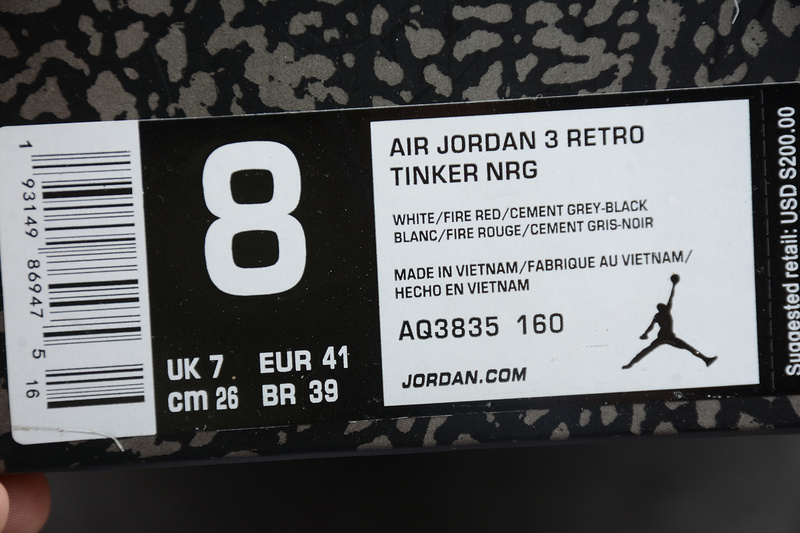 1 93149 86947 5 16
8
UK 7 EUR 41
cm 26 BR 39
AIR JORDAN 3 RETRO
TINKER NRG
WHITE/FIRE RED/CEMENT GREY-BLACK
BLANC/FIRE ROUGE/CEMENT GRIS-NOIR
MADE IN VIETNAM/FABRIQUE AU VIETNAM/
HECHO EN VIETNAM
AQ3835 160
JORDAN.COM
Suggested retail: USD S200.00